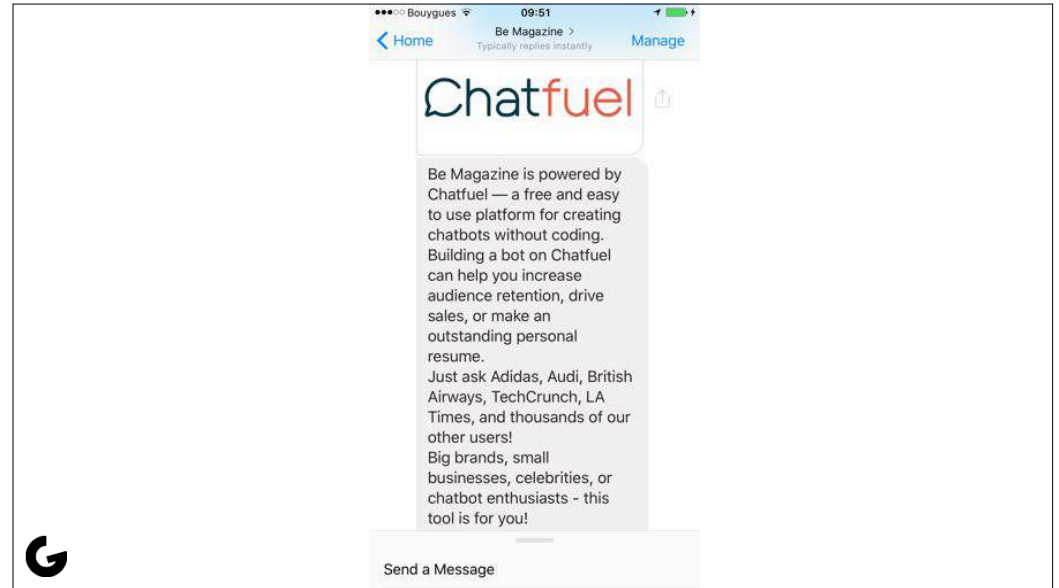 Bouygues 09:51
Home Be Magazine > Manage
Typically replies instantly
Chatfuel
Be Magazine is powered by
Chatfuel — a free and easy
to use platform for creating
chatbots without coding.
Building a bot on Chatfuel
can help you increase
audience retention, drive
sales, or make an
outstanding personal
resume.
Just ask Adidas, Audi, British
Airways, TechCrunch, LA
Times, and thousands of our
other users!
Big brands, small
businesses, celebrities, or
chatbot enthusiasts - this
tool is for you!
Send a Message
G